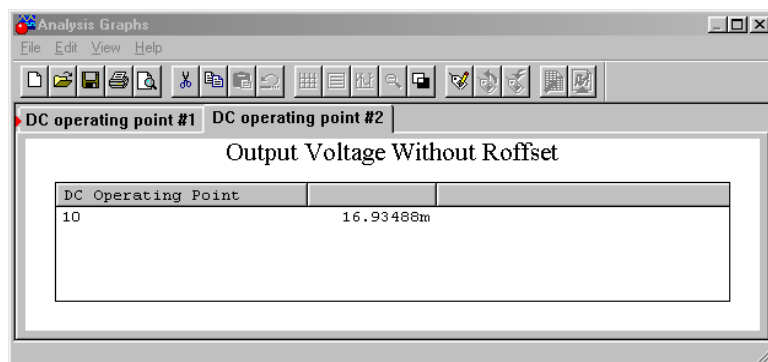 Analysis Graphs
File Edit View Help
DC operating point #1 DC operating point #2
Output Voltage Without Roffset
DC Operating Point
10 16.93488m